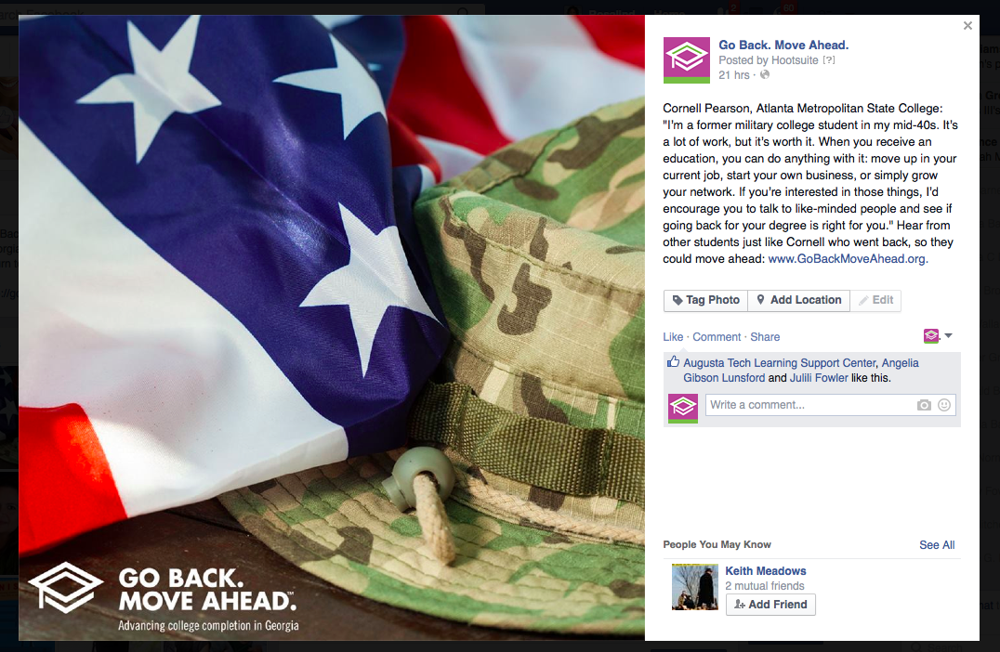 Go Back. Move Ahead.
Posted by Hootsuite [?]
21 hrs ·
Cornell Pearson, Atlanta Metropolitan State College:
"I'm a former military college student in my mid-40s. It's
a lot of work, but it's worth it. When you receive an
education, you can do anything with it: move up in your
current job, start your own business, or simply grow
your network. If you're interested in those things, I'd
encourage you to talk to like-minded people and see if
going back for your degree is right for you." Hear from
other students just like Cornell who went back, so they
could move ahead: www.GoBackMoveAhead.org.
Tag Photo Add Location Edit
Like · Comment · Share
Augusta Tech Learning Support Center, Angelia
Gibson Lunsford and Julili Fowler like this.
Write a comment...
People You May Know See All
Keith Meadows
2 mutual friends
Add Friend
GO BACK.
MOVE AHEAD.™
Advancing college completion in Georgia